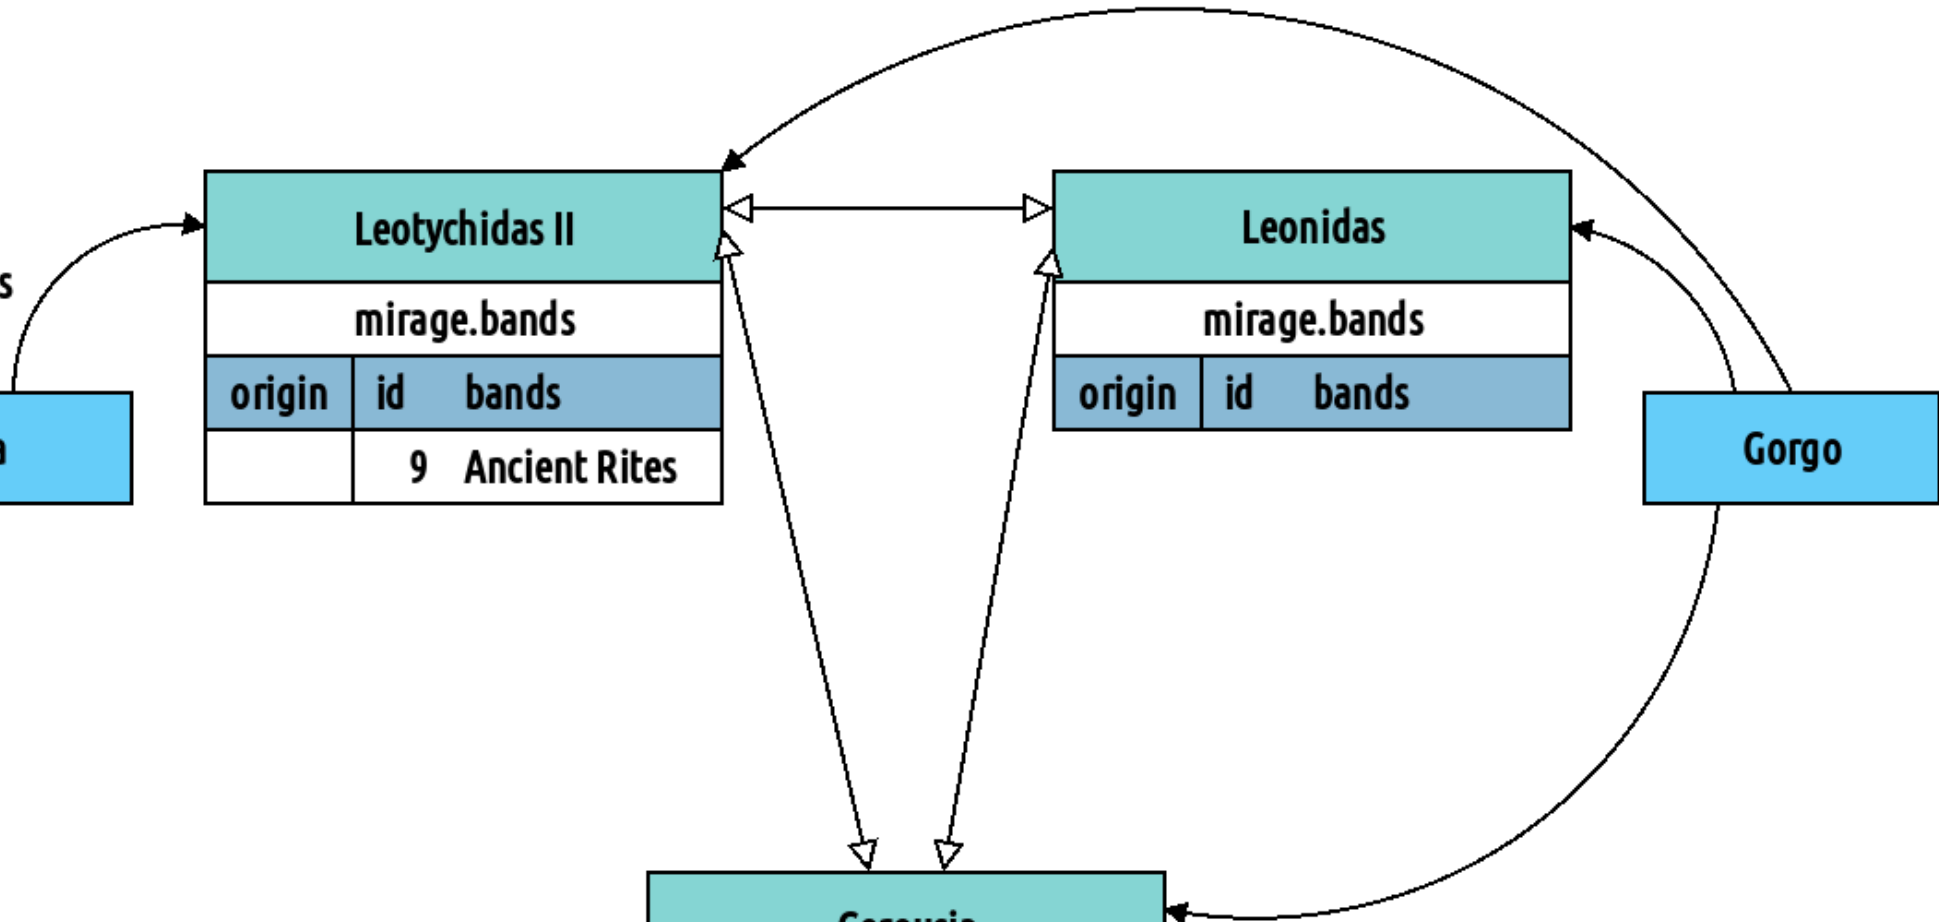 Leotychidas II
mirage.bands
origin id bands
9 Ancient Rites
Leonidas
mirage.bands
origin id bands
Gorgo